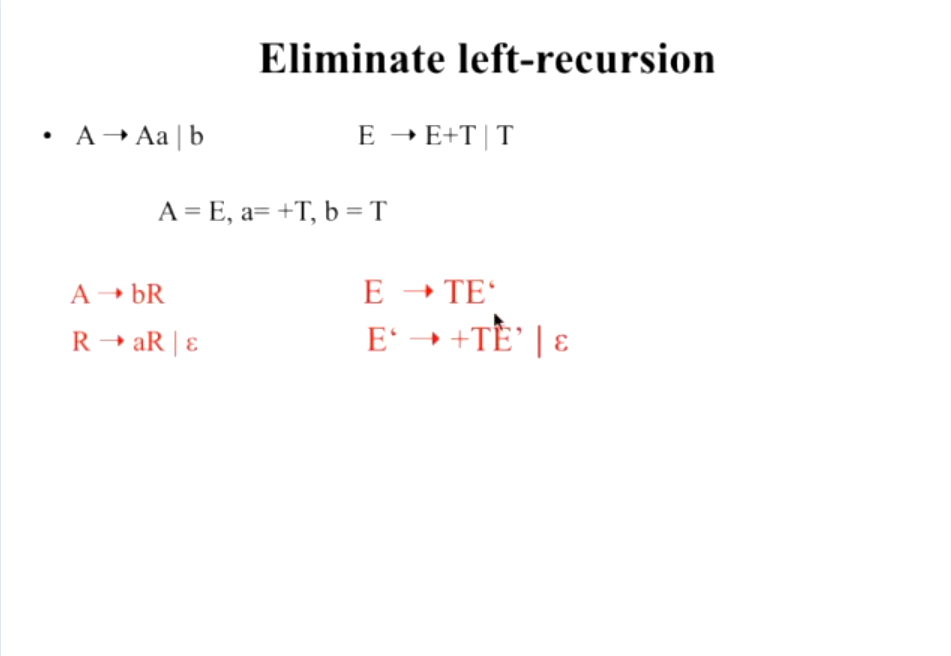 Eliminate left-recursion
• A → Aa | b E → E+T | T
A = E, a= +T, b = T
A → bR E → TE‘
R → aR | ε E‘ → +TE’ | ε